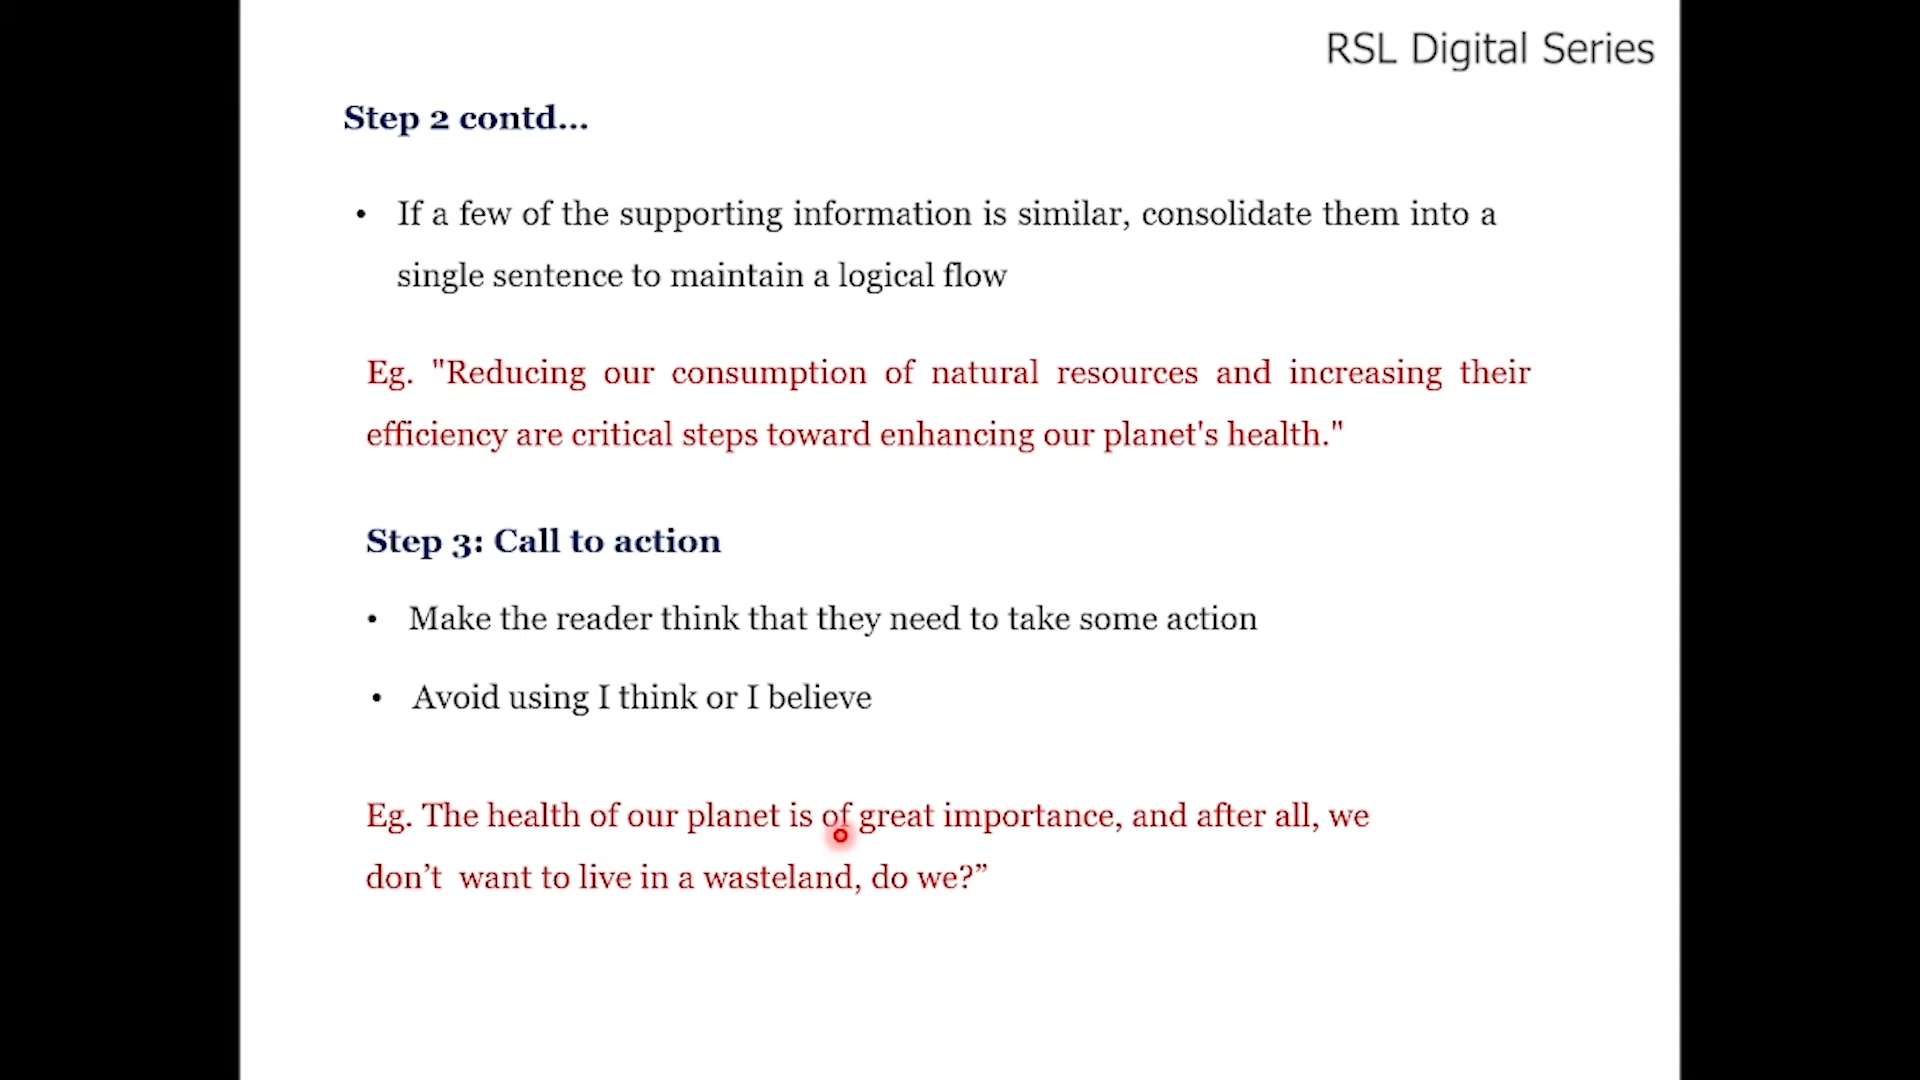 RSL Digital Series
Step 2 contd...
• If a few of the supporting information is similar, consolidate them into a
single sentence to maintain a logical flow
Eg. "Reducing our consumption of natural resources and increasing their
efficiency are critical steps toward enhancing our planet's health."
Step 3: Call to action
• Make the reader think that they need to take some action
• Avoid using I think or I believe
Eg. The health of our planet is of great importance, and after all, we
don’t want to live in a wasteland, do we?”